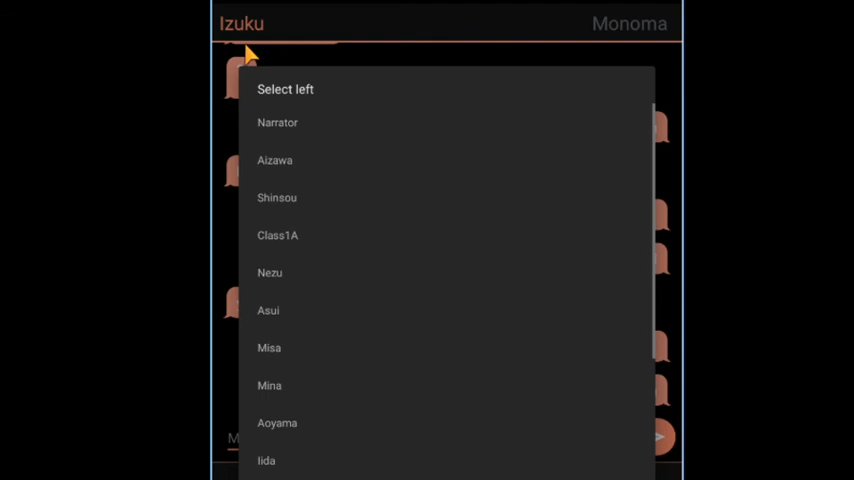 Izuku
Monoma
Select left
Narrator
Aizawa
Shinsou
Class1A
Nezu
Asui
Misa
Mina
Aoyama
Iida
M